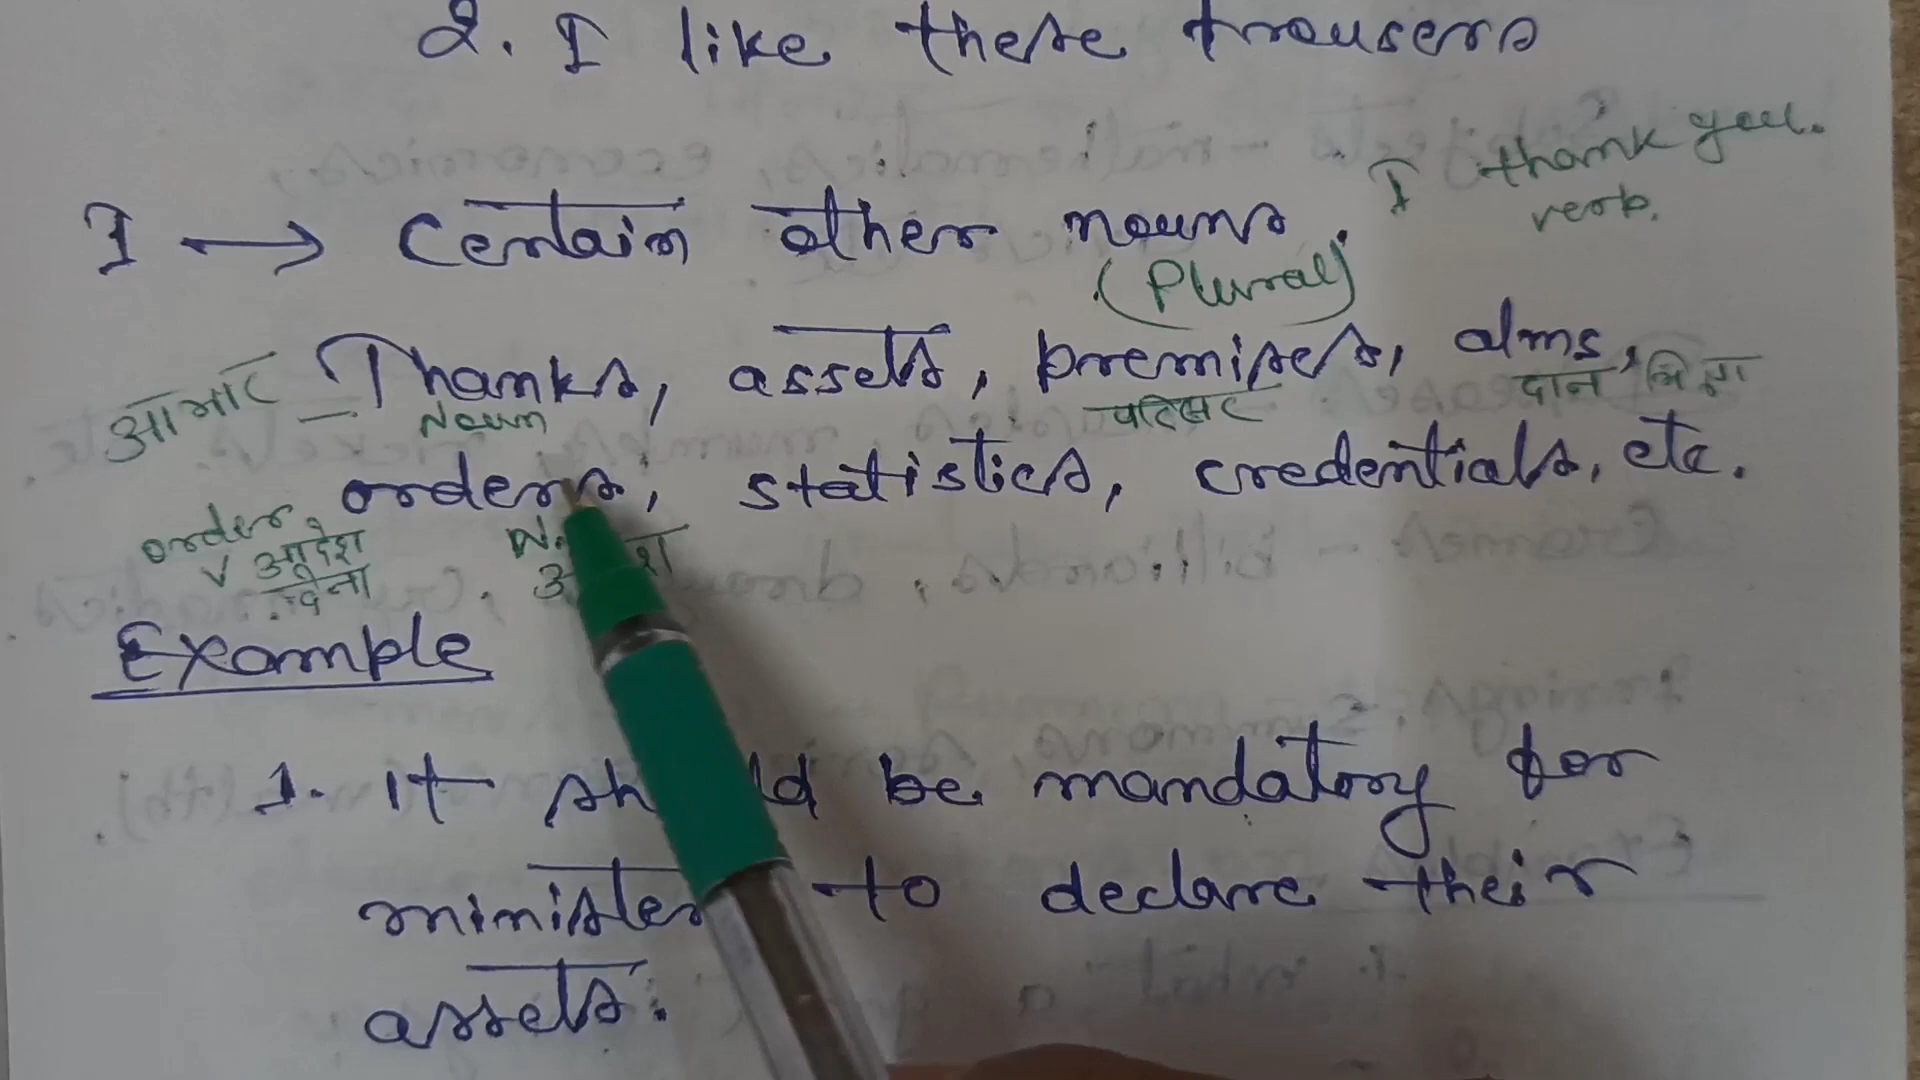 2. I like these trousers
I thank you.
verb.
I → Certain other nouns.
(Plural)
आभार – Thanks, assets, premises, alms,
Noun परिसर दान, भिक्षा
orders, statistics, credentials, etc.
order N.
V आदेश
देना
Example
1. It should be mandatory for
minister to declare their
assets.